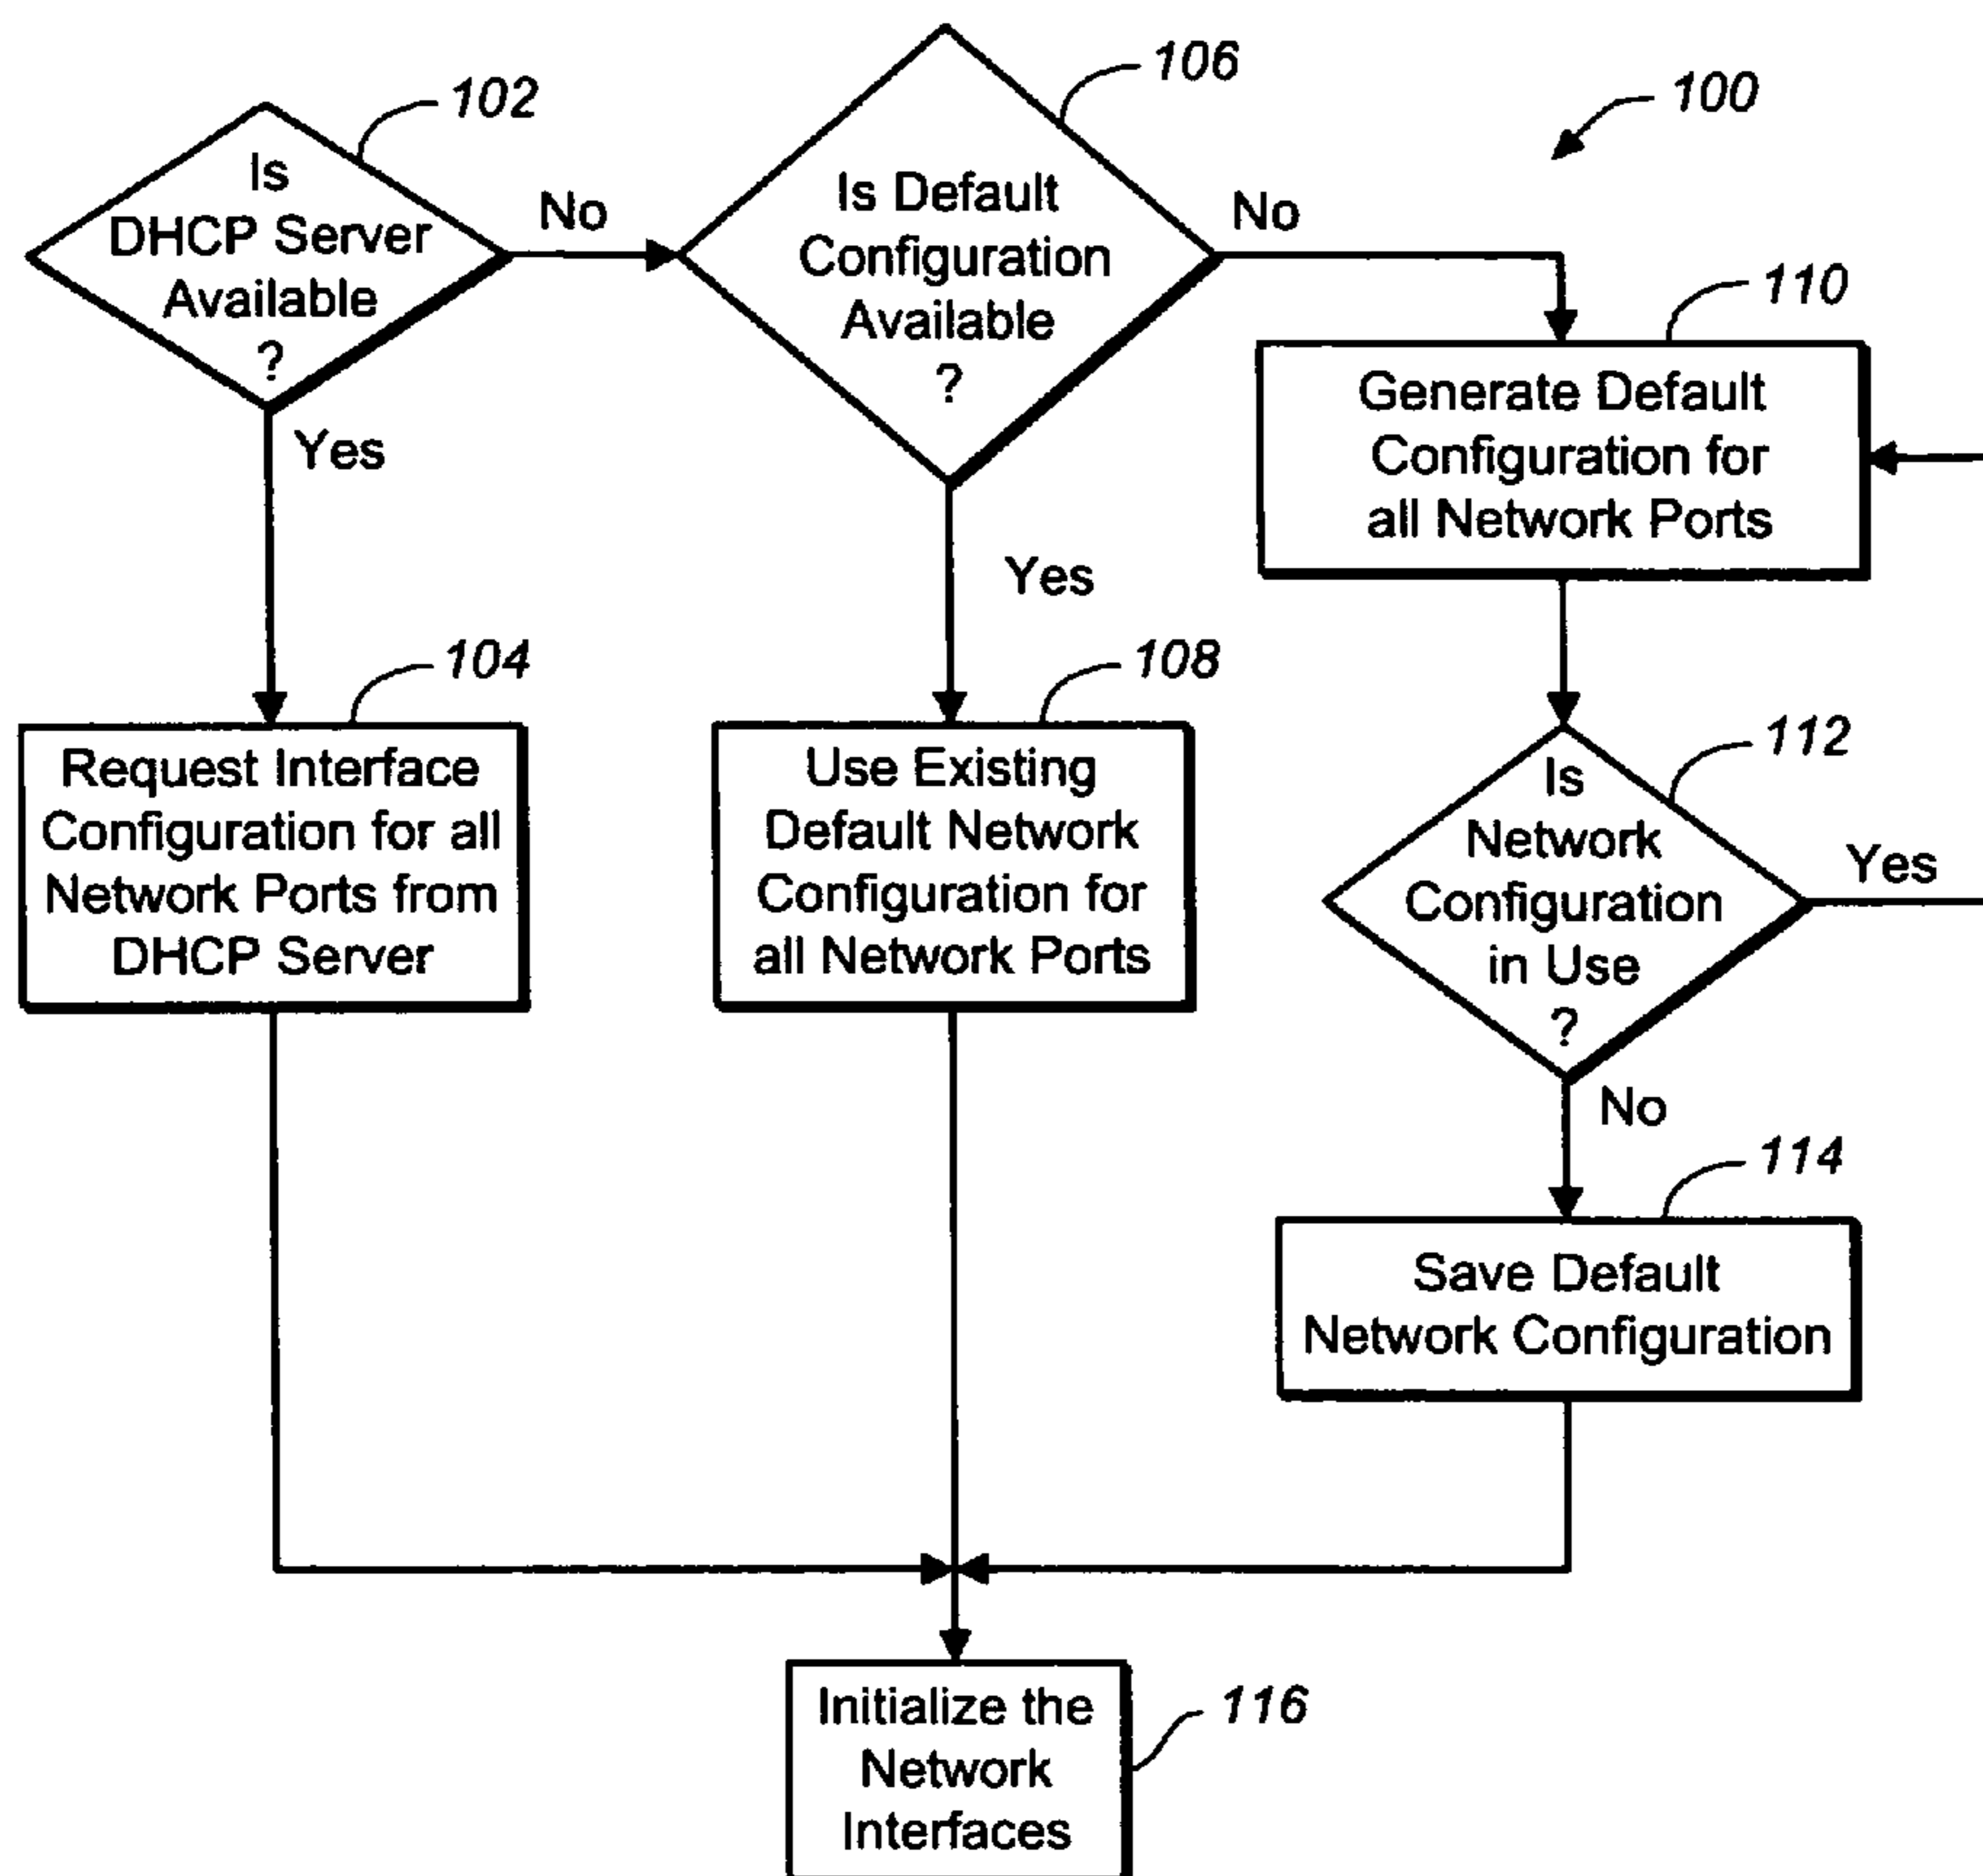 100
102
Is
DHCP Server
Available
?
No
Yes
106
Is Default
Configuration
Available
?
No
Yes
110
Generate Default
Configuration for
all Network Ports
104
Request Interface
Configuration for all
Network Ports from
DHCP Server
108
Use Existing
Default Network
Configuration for
all Network Ports
112
Is
Network
Configuration
in Use
?
Yes
No
114
Save Default
Network Configuration
116
Initialize the
Network
Interfaces